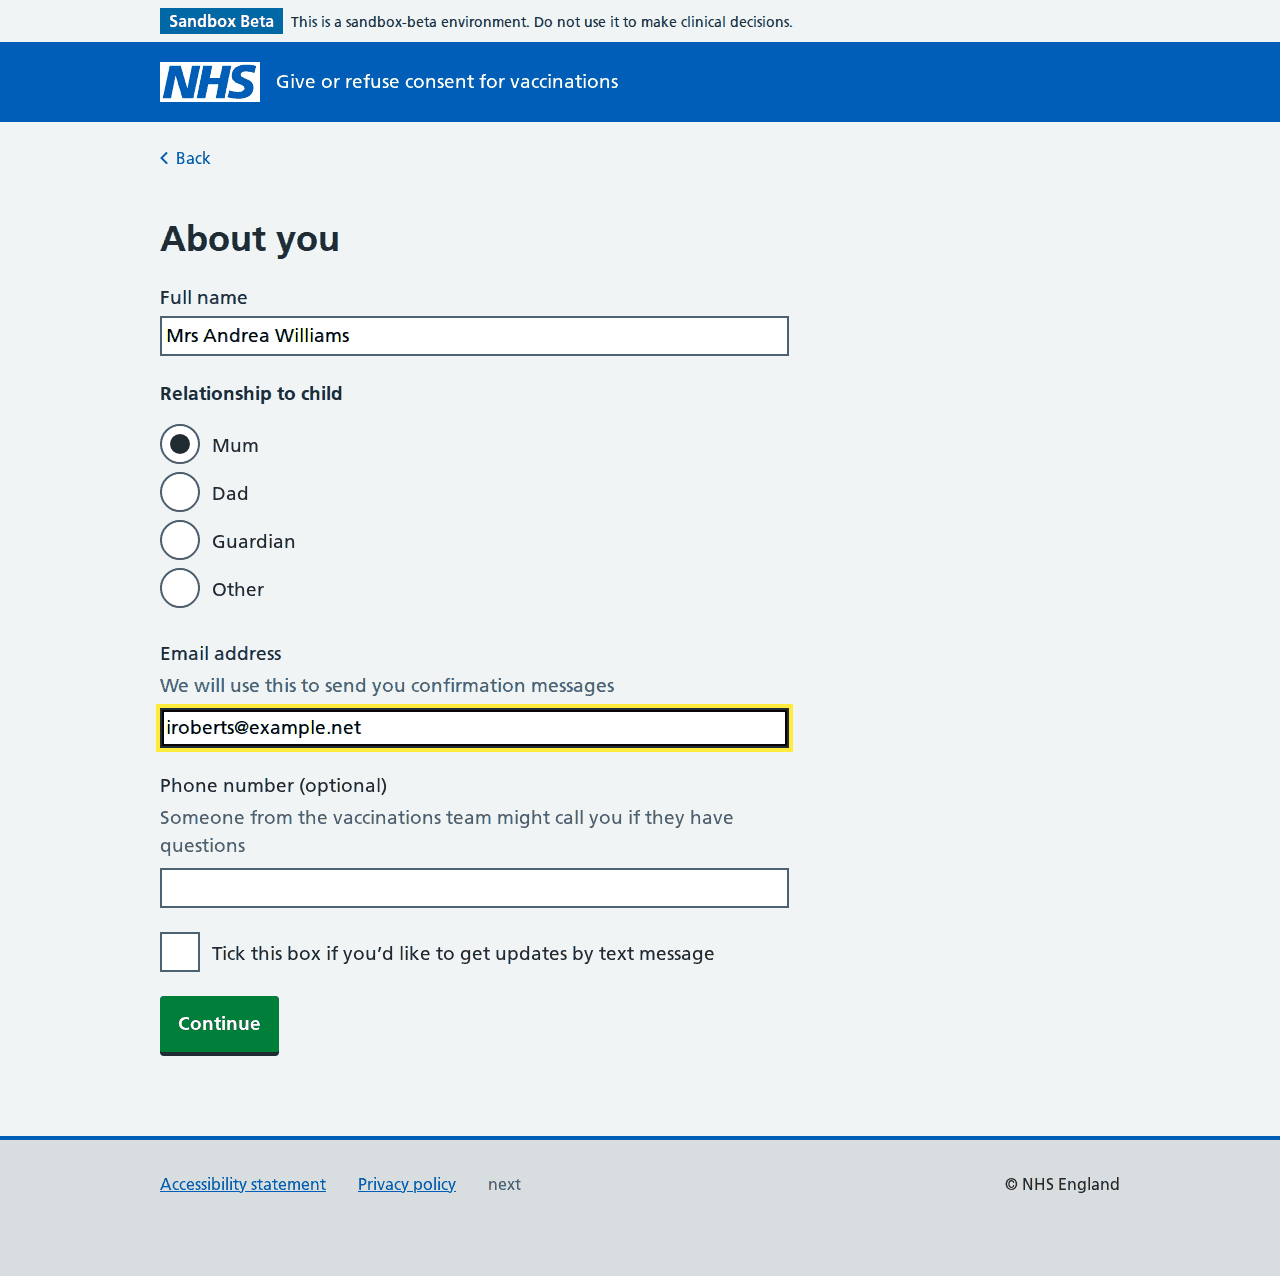 Sandbox Beta This is a sandbox-beta environment. Do not use it to make clinical decisions.
NHS Give or refuse consent for vaccinations
Back
About you
Full name
Mrs Andrea Williams
Relationship to child
Mum
Dad
Guardian
Other
Email address
We will use this to send you confirmation messages
iroberts@example.net
Phone number (optional)
Someone from the vaccinations team might call you if they have
questions
Tick this box if you’d like to get updates by text message
Continue
Accessibility statement Privacy policy next © NHS England